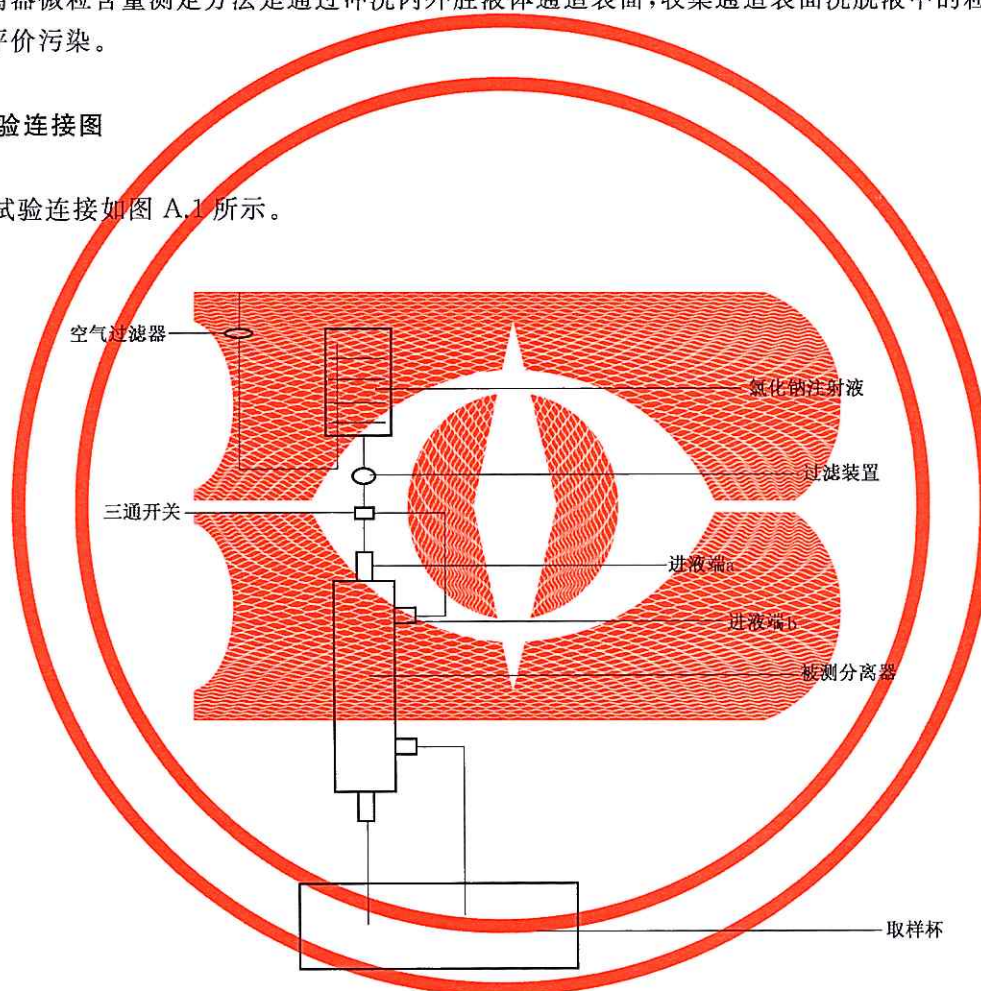 离器微粒含量测定方法是通过冲洗内外腔液体通道表面,收集通道表面洗脱液中的粒
评价污染。
验连接图
试验连接如图 A.1 所示。
空气过滤器
氯化钠注射液
过滤装置
三通开关
进液端a
进液端b
被测分离器
取样杯